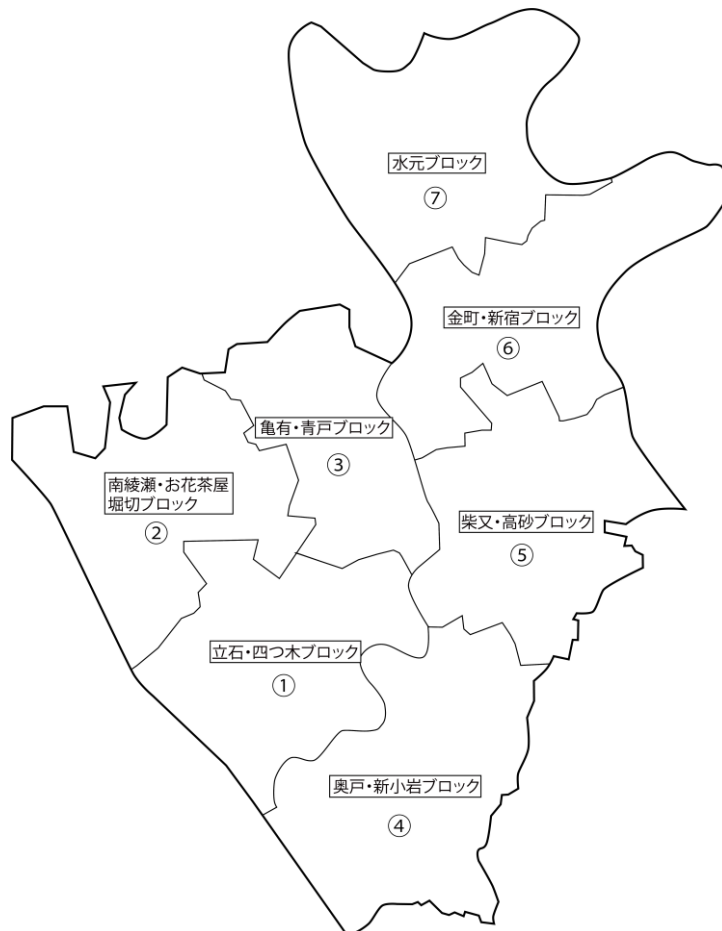 水元ブロック
⑦
金町・新宿ブロック
⑥
亀有・青戸ブロック
③
南綾瀬・お花茶屋
堀切ブロック
②
柴又・高砂ブロック
⑤
立石・四つ木ブロック
①
奥戸・新小岩ブロック
④